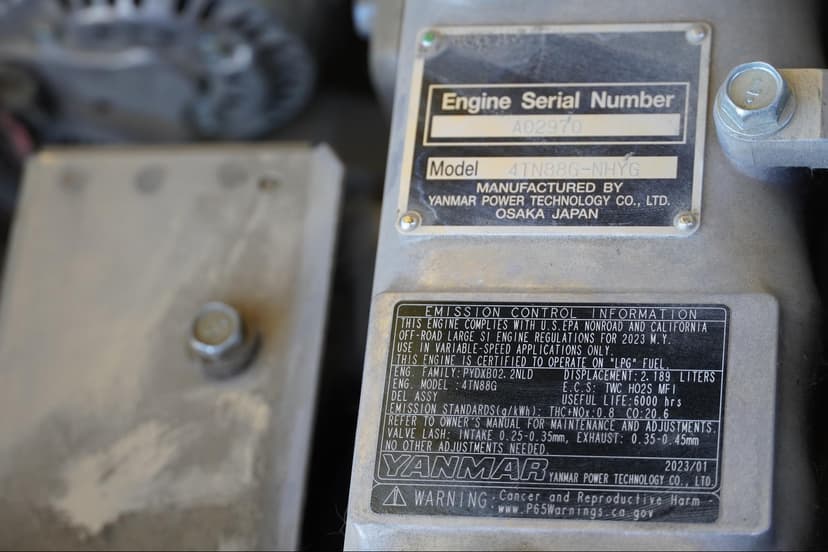 Engine Serial Number
A02970
Model 4TN88G-NHYG
MANUFACTURED BY
YANMAR POWER TECHNOLOGY CO., LTD.
OSAKA JAPAN
EMISSION CONTROL INFORMATION
THIS ENGINE COMPLIES WITH U.S.EPA NONROAD AND CALIFORNIA
OFF-ROAD LARGE SI ENGINE REGULATIONS FOR 2023 M.Y.
USE IN VARIABLE-SPEED APPLICATIONS ONLY.
THIS ENGINE IS CERTIFIED TO OPERATE ON "LPG" FUEL.
ENG. FAMILY:PYDXB02.2NLD DISPLACEMENT:2.189 LITERS
ENG. MODEL :4TN88G E.C.S: TWC HO2S MFI
DEL ASSY USEFUL LIFE:6000 hrs
EMISSION STANDARDS(g/kWh): THC+NOx:0.8 CO:20.6
REFER TO OWNER'S MANUAL FOR MAINTENANCE AND ADJUSTMENTS.
VALVE LASH: INTAKE 0.25-0.35mm, EXHAUST: 0.35-0.45mm
NO OTHER ADJUSTMENTS NEEDED.
2023/01
YANMAR YANMAR POWER TECHNOLOGY CO., LTD.
WARNING:Cancer and Reproductive Harm -
www.P65Warnings.ca.gov